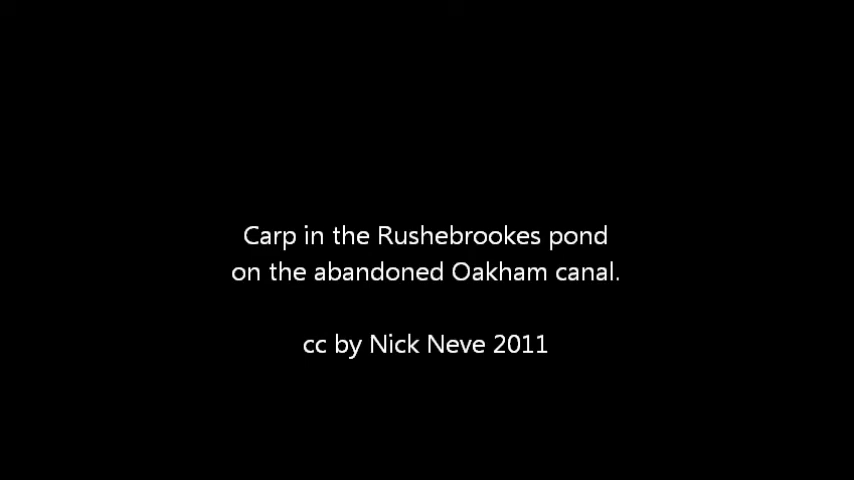 Carp in the Rushebrookes pond
on the abandoned Oakham canal.
cc by Nick Neve 2011